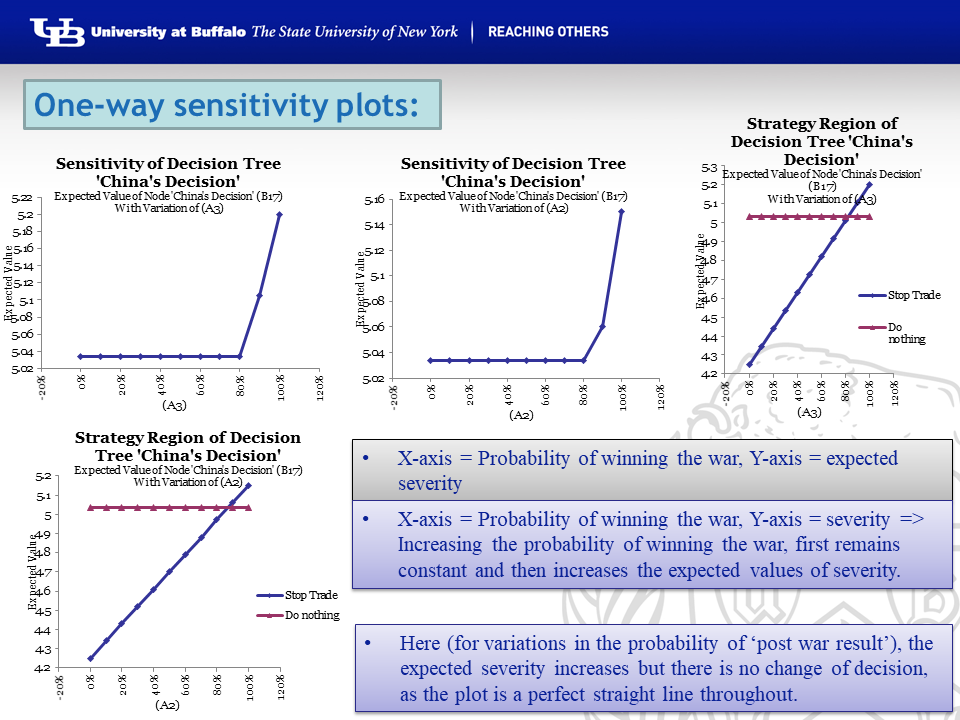 University at Buffalo The State University of New York | REACHING OTHERS
One-way sensitivity plots:
Sensitivity of Decision Tree
'China's Decision'
Expected Value of Node 'China's Decision' (B17)
With Variation of (A3)
Expected Value
5.22
5.2
5.18
5.16
5.14
5.12
5.1
5.08
5.06
5.04
5.02
-20%
0%
20%
40%
60%
80%
100%
120%
(A3)
Sensitivity of Decision Tree
'China's Decision'
Expected Value of Node 'China's Decision' (B17)
With Variation of (A2)
Expected Value
5.16
5.14
5.12
5.1
5.08
5.06
5.04
5.02
-20%
0%
20%
40%
60%
80%
100%
120%
(A2)
Strategy Region of
Decision Tree 'China's
Decision'
Expected Value of Node 'China's Decision'
(B17)
With Variation of (A3)
Expected Value
5.3
5.2
5.1
5
4.9
4.8
4.7
4.6
4.5
4.4
4.3
4.2
-20%
0%
20%
40%
60%
80%
100%
120%
(A3)
Stop Trade
Do
nothing
Strategy Region of Decision
Tree 'China's Decision'
Expected Value of Node 'China's Decision' (B17)
With Variation of (A2)
Expected Value
5.2
5.1
5
4.9
4.8
4.7
4.6
4.5
4.4
4.3
4.2
-20%
0%
20%
40%
60%
80%
100%
120%
(A2)
Stop Trade
Do nothing
• X-axis = Probability of winning the war, Y-axis = expected
severity
• X-axis = Probability of winning the war, Y-axis = severity =>
Increasing the probability of winning the war, first remains
constant and then increases the expected values of severity.
• Here (for variations in the probability of ‘post war result’), the
expected severity increases but there is no change of decision,
as the plot is a perfect straight line throughout.